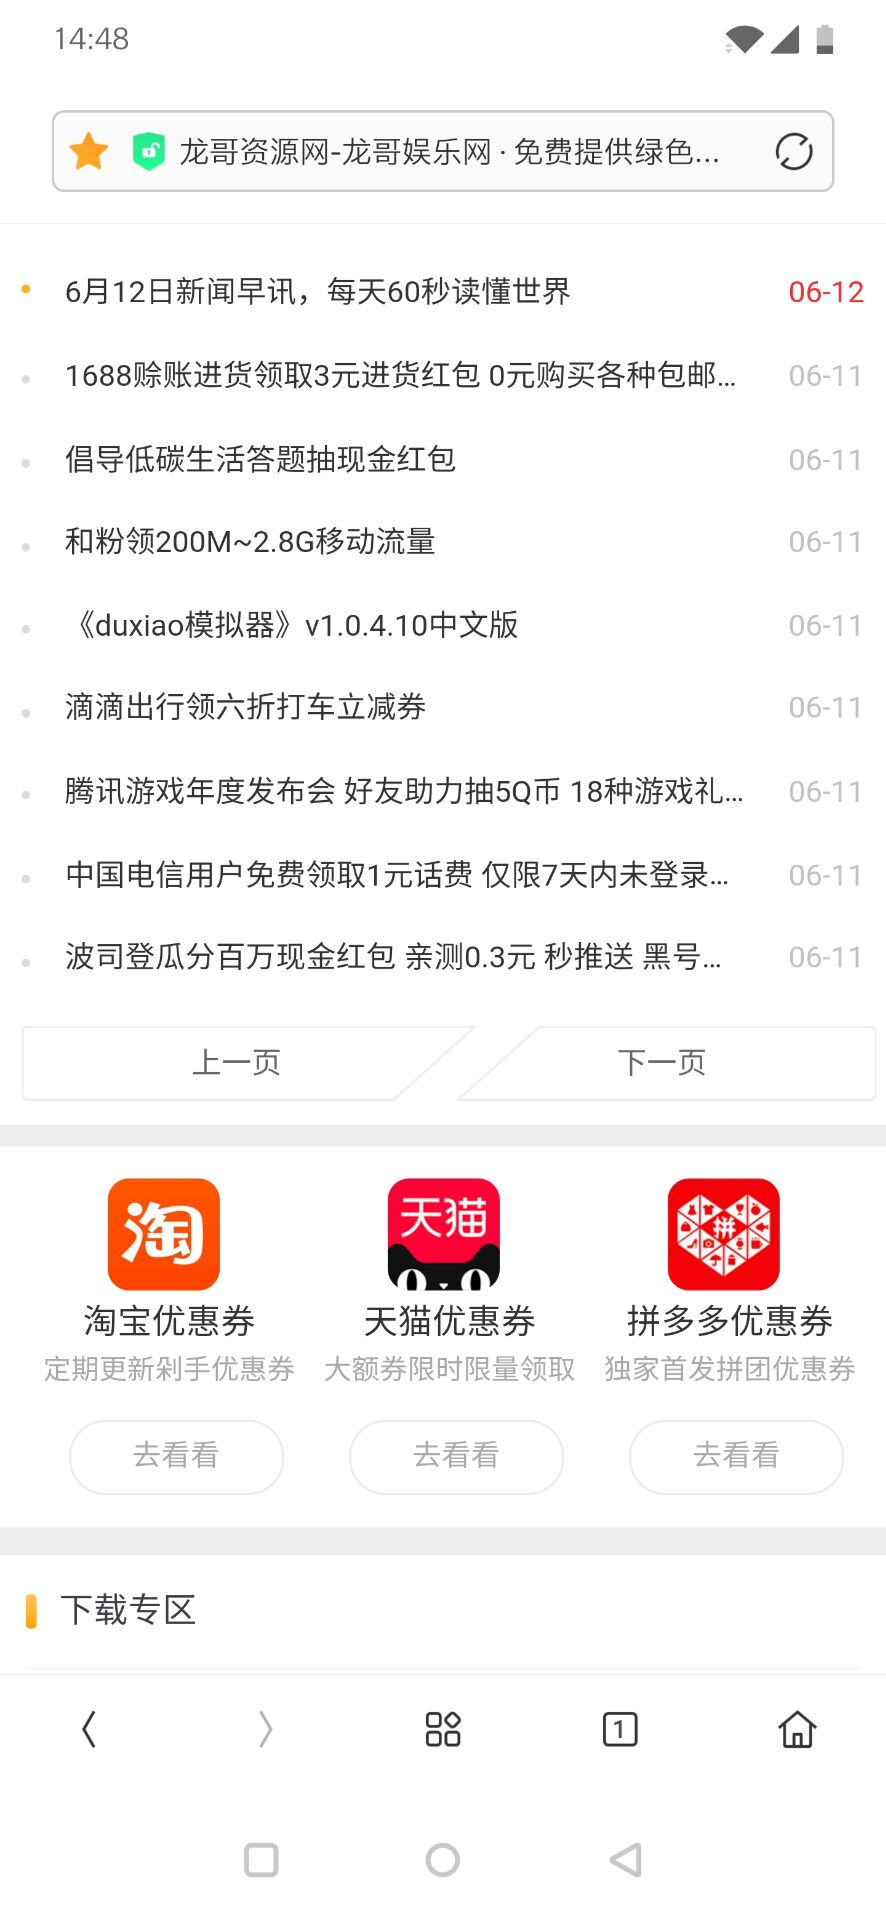 14:48
龙哥资源网-龙哥娱乐网 · 免费提供绿色...
6月12日新闻早讯，每天60秒读懂世界 06-12
1688赊账进货领取3元进货红包 0元购买各种包邮... 06-11
倡导低碳生活答题抽现金红包 06-11
和粉领200M~2.8G移动流量 06-11
《duxiao模拟器》v1.0.4.10中文版 06-11
滴滴出行领六折打车立减券 06-11
腾讯游戏年度发布会 好友助力抽5Q币 18种游戏礼... 06-11
中国电信用户免费领取1元话费 仅限7天内未登录... 06-11
波司登瓜分百万现金红包 亲测0.3元 秒推送 黑号... 06-11
上一页 下一页
淘 天猫 拼
淘宝优惠券 天猫优惠券 拼多多优惠券
定期更新剁手优惠券 大额券限时限量领取 独家首发拼团优惠券
去看看 去看看 去看看
下载专区
1